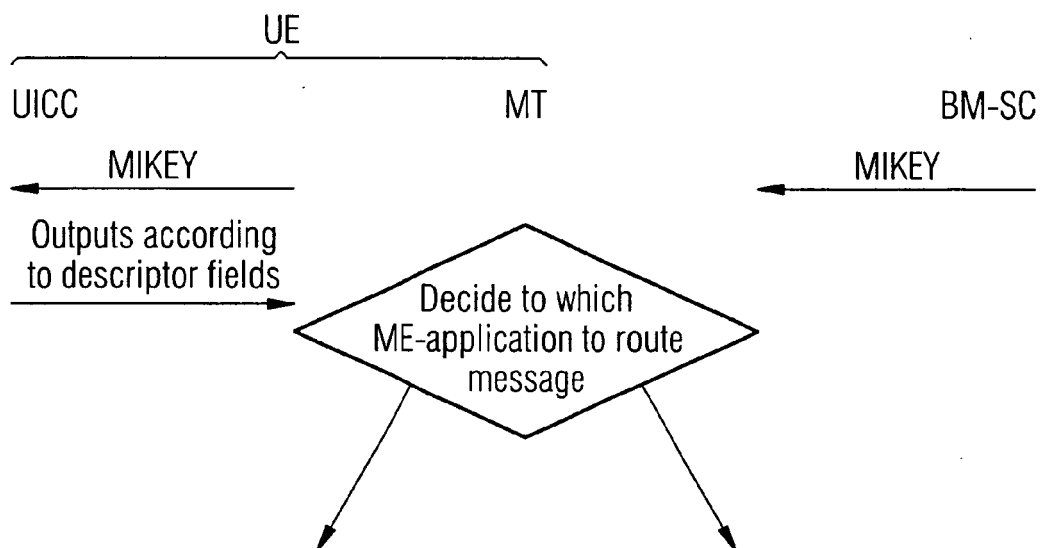 UE
UICC
MT
BM-SC
MIKEY
MIKEY
Outputs according
to descriptor fields
Decide to which
ME-application to route
message